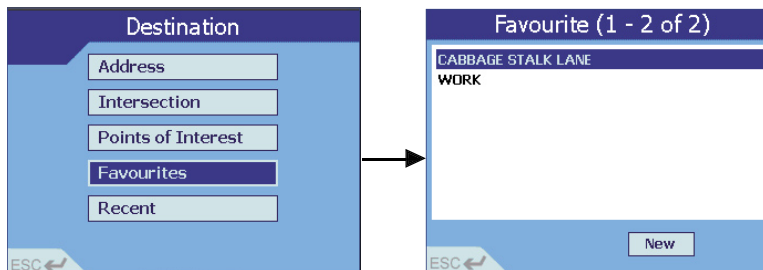 Destination
Address
Intersection
Points of Interest
Favourites
Recent
ESC
Favourite (1 - 2 of 2)
CABBAGE STALK LANE
WORK
New
ESC